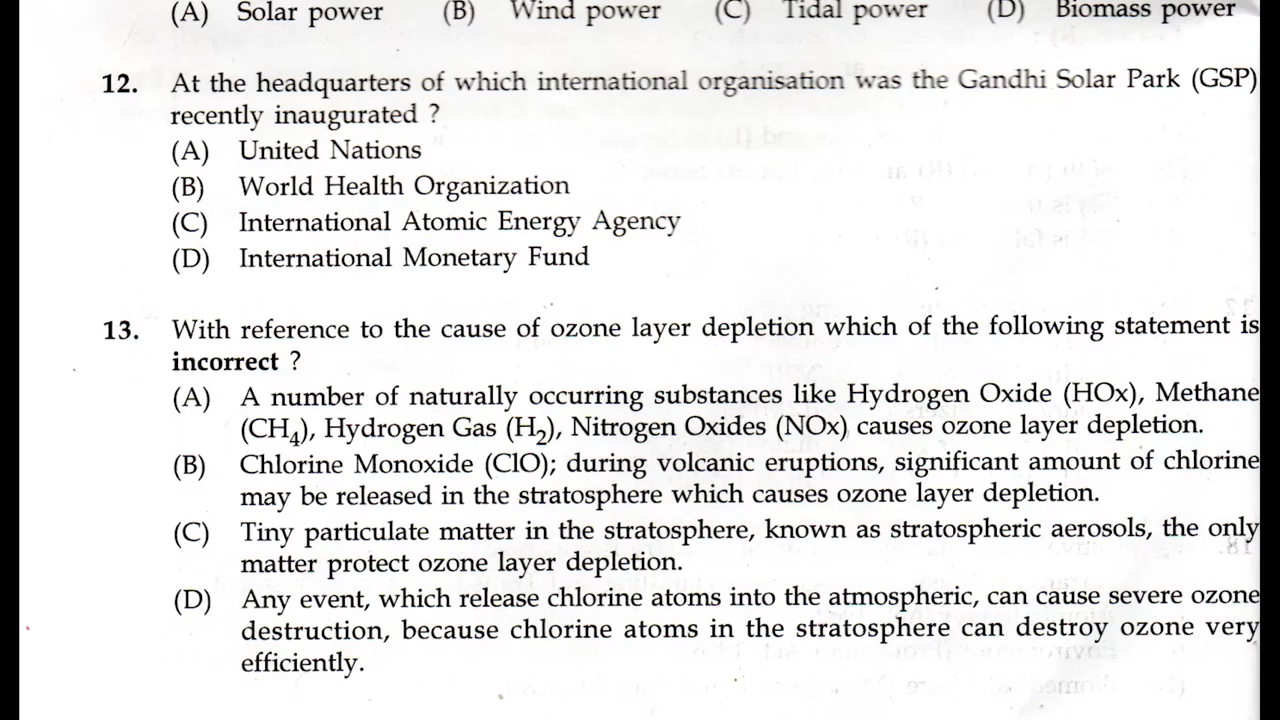 (A) Solar power (B) Wind power (C) Tidal power (D) Biomass power
12. At the headquarters of which international organisation was the Gandhi Solar Park (GSP)
recently inaugurated ?
(A) United Nations
(B) World Health Organization
(C) International Atomic Energy Agency
(D) International Monetary Fund
13. With reference to the cause of ozone layer depletion which of the following statement is
incorrect ?
(A) A number of naturally occurring substances like Hydrogen Oxide (HOx), Methane
(CH₄), Hydrogen Gas (H₂), Nitrogen Oxides (NOx) causes ozone layer depletion.
(B) Chlorine Monoxide (ClO); during volcanic eruptions, significant amount of chlorine
may be released in the stratosphere which causes ozone layer depletion.
(C) Tiny particulate matter in the stratosphere, known as stratospheric aerosols, the only
matter protect ozone layer depletion.
(D) Any event, which release chlorine atoms into the atmospheric, can cause severe ozone
destruction, because chlorine atoms in the stratosphere can destroy ozone very
efficiently.